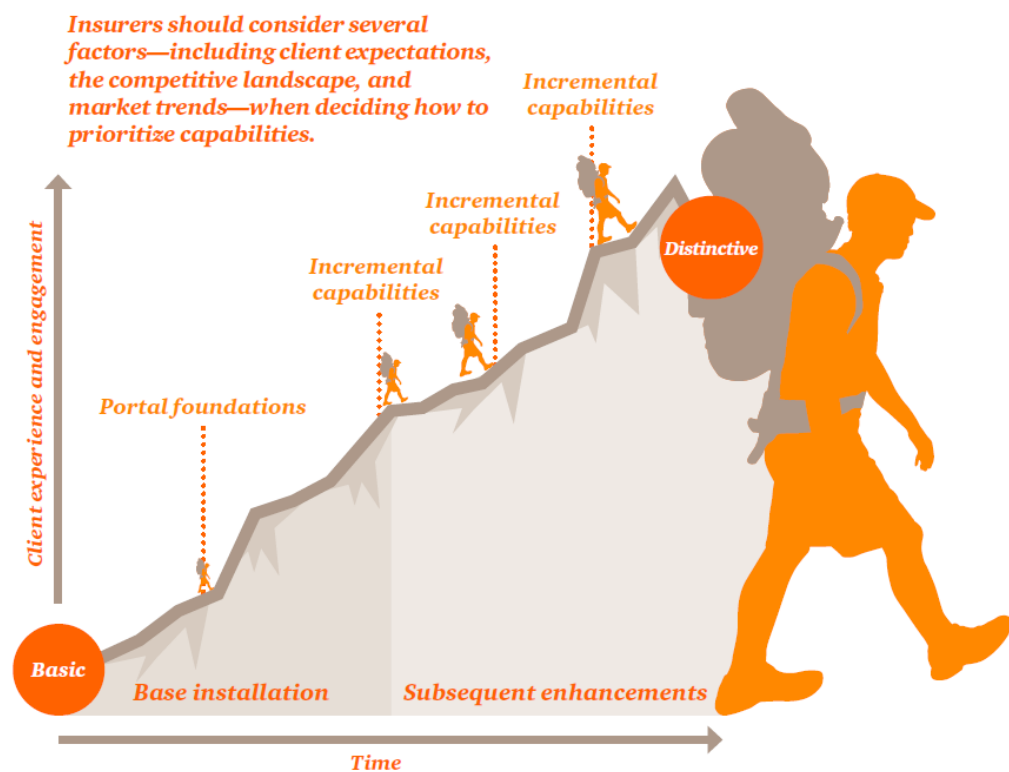 Insurers should consider several
factors—including client expectations,
the competitive landscape, and
market trends—when deciding how to
prioritize capabilities.
Incremental
capabilities
Incremental
capabilities
Incremental
capabilities
Portal foundations
Client experience and engagement
Distinctive
Basic
Base installation
Subsequent enhancements
Time